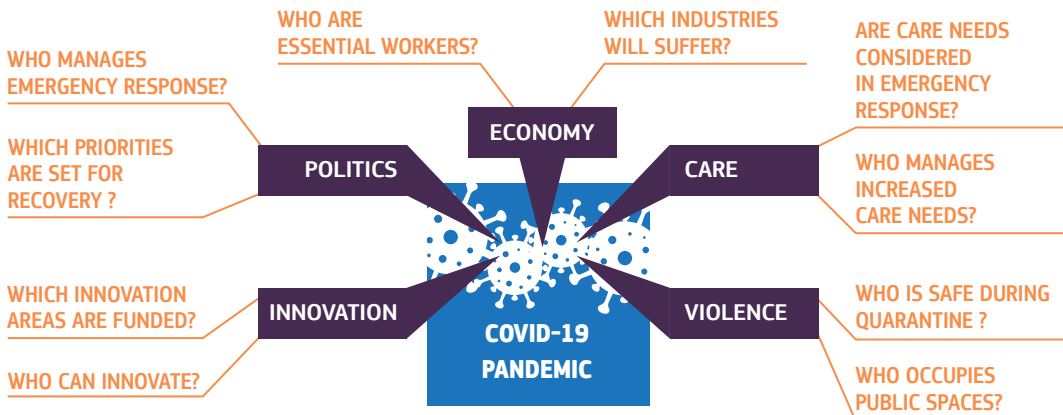 WHO ARE
ESSENTIAL WORKERS?
WHICH INDUSTRIES
WILL SUFFER?
ECONOMY
WHO MANAGES
EMERGENCY RESPONSE?
WHICH PRIORITIES
ARE SET FOR
RECOVERY ?
POLITICS
ARE CARE NEEDS
CONSIDERED
IN EMERGENCY
RESPONSE?
WHO MANAGES
INCREASED
CARE NEEDS?
CARE
WHICH INNOVATION
AREAS ARE FUNDED?
WHO CAN INNOVATE?
INNOVATION
COVID-19
PANDEMIC
VIOLENCE
WHO IS SAFE DURING
QUARANTINE ?
WHO OCCUPIES
PUBLIC SPACES?